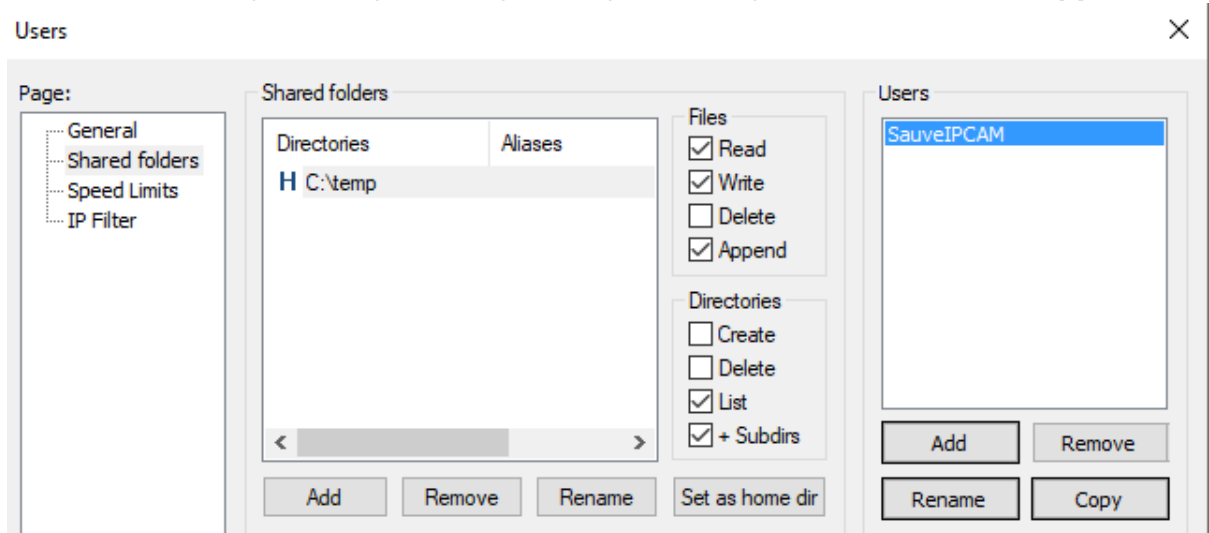 Users
Page:
General
Shared folders
Speed Limits
IP Filter
Shared folders
Directories Aliases
H C:\temp
Add Remove Rename Set as home dir
Files
Read
Write
Delete
Append
Directories
Create
Delete
List
+ Subdirs
Users
SauveIPCAM
Add Remove
Rename Copy